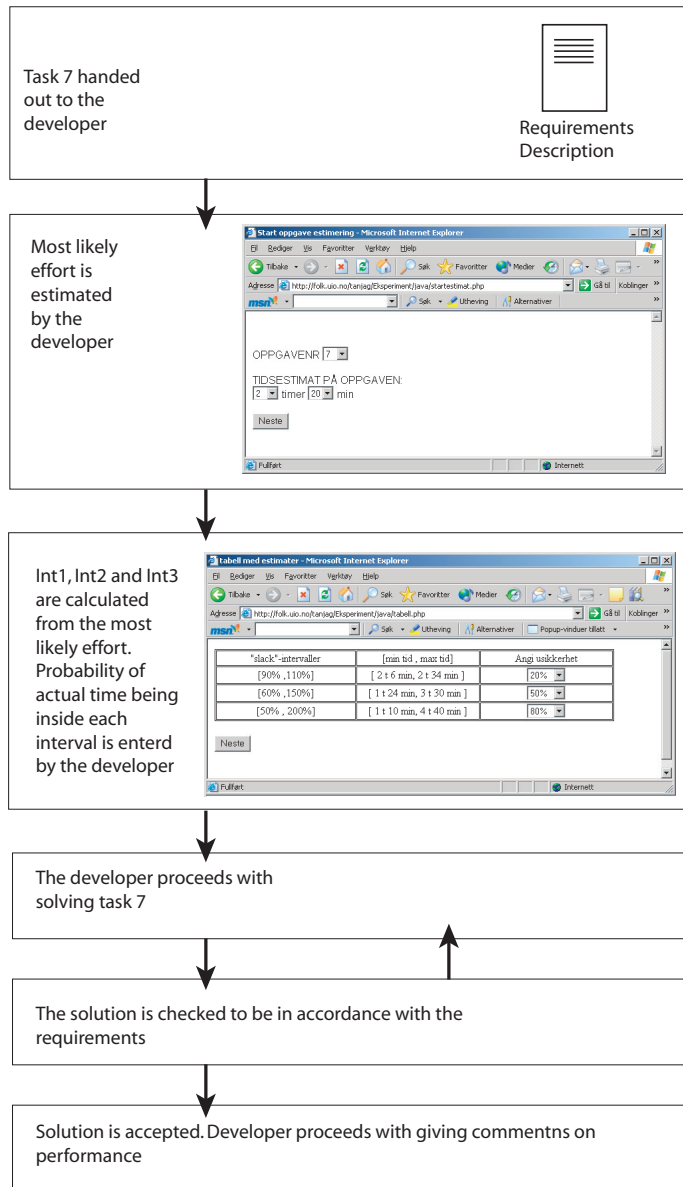 Task 7 handed
out to the
developer
Requirements
Description
Most likely
effort is
estimated
by the
developer
Start oppgave estimering - Microsoft Internet Explorer
Fil Rediger Vis Favoritter Verktøy Hjelp
Tilbake Søk Favoritter Medier
Adresse http://folk.uio.no/tanjag/Eksperiment/java/startestimat.php Gå til Koblinger »
msn Søk Utheving Alternativer »
OPPGAVENR 7
TIDSESTIMAT PÅ OPPGAVEN:
2 timer 20 min
Neste
Fullført Internett
Int1, Int2 and Int3
are calculated
from the most
likely effort.
Probability of
actual time being
inside each
interval is enterd
by the developer
tabell med estimater - Microsoft Internet Explorer
Fil Rediger Vis Favoritter Verktøy Hjelp
Tilbake Søk Favoritter Medier »
Adresse http://folk.uio.no/tanjag/Eksperiment/java/tabell.php Gå til Koblinger »
msn Søk Utheving Alternativer Popup-vinduer tillatt »
"slack"-intervaller [min tid , max tid] Angi usikkerhet
[90% ,110%] [ 2 t 6 min, 2 t 34 min ] 20%
[60% ,150%] [ 1 t 24 min, 3 t 30 min ] 50%
[50% , 200%] [ 1 t 10 min, 4 t 40 min ] 80%
Neste
Fullført Internett
The developer proceeds with
solving task 7
The solution is checked to be in accordance with the
requirements
Solution is accepted. Developer proceeds with giving commentns on
performance